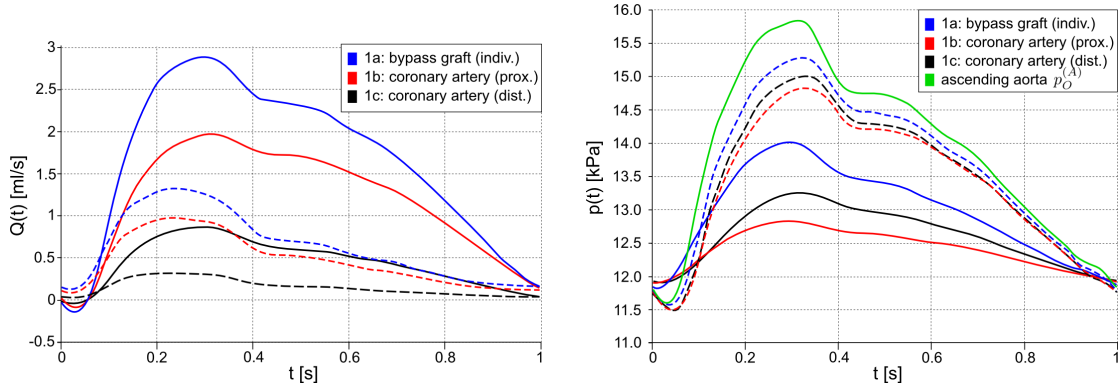 3
2.5
2
1.5
1
0.5
0
-0.5
Q(t) [ml/s]
0 0.2 0.4 0.6 0.8 1
t [s]
1a: bypass graft (indiv.)
1b: coronary artery (prox.)
1c: coronary artery (dist.)
16.0
15.5
15.0
14.5
14.0
13.5
13.0
12.5
12.0
11.5
11.0
p(t) [kPa]
0 0.2 0.4 0.6 0.8 1
t [s]
1a: bypass graft (indiv.)
1b: coronary artery (prox.)
1c: coronary artery (dist.)
ascending aorta p_O^(A)